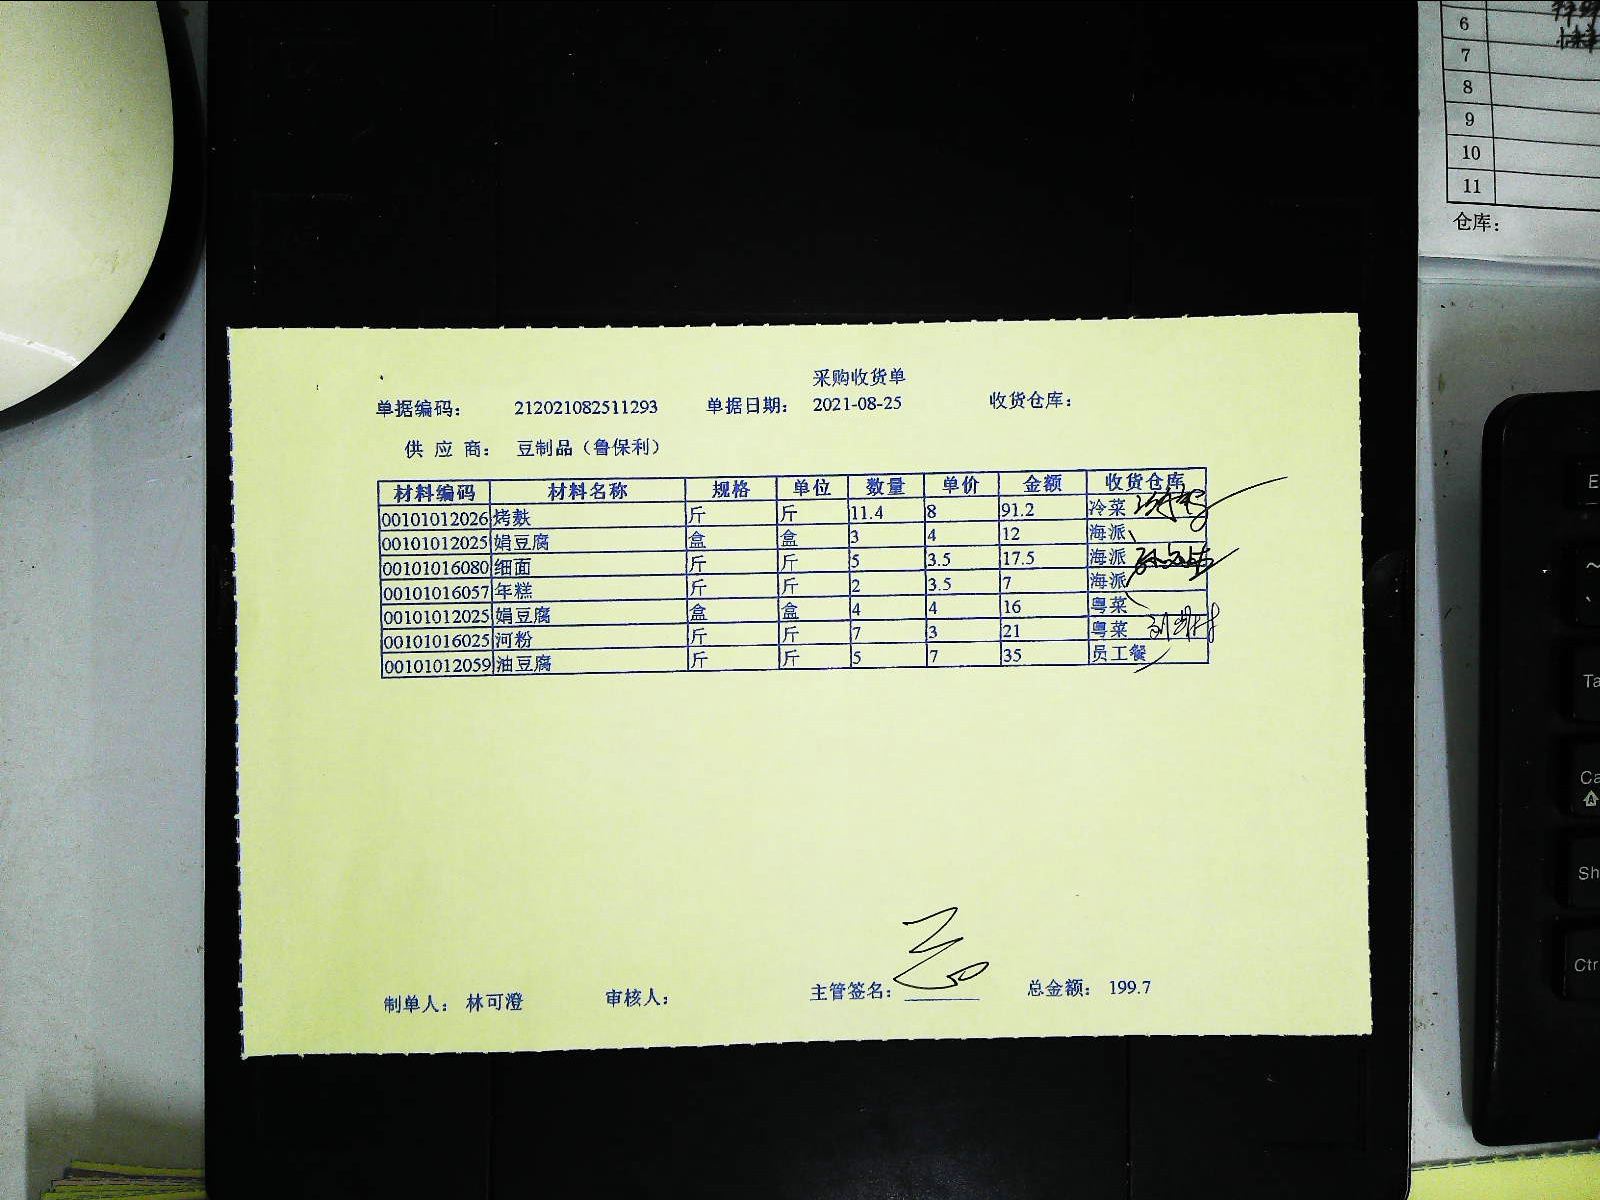 采购收货单
单据编码： 212021082511293 单据日期： 2021-08-25 收货仓库：
供 应 商： 豆制品（鲁保利）
材料编码 材料名称 规格 单位 数量 单价 金额 收货仓库
00101012026 烤麸 斤 斤 11.4 8 91.2 冷菜
00101012025 娟豆腐 盒 盒 3 4 12 海派
00101016080 细面 斤 斤 5 3.5 17.5 海派
00101016057 年糕 斤 斤 2 3.5 7 海派
00101012025 娟豆腐 盒 盒 4 4 16 粤菜
00101016025 河粉 斤 斤 7 3 21 粤菜
00101012059 油豆腐 斤 斤 5 7 35 员工餐
制单人： 林可澄 审核人： 主管签名： 总金额： 199.7
6
7
8
9
10
11
仓库：
E
~
Ta
Ca
Sh
Ctr